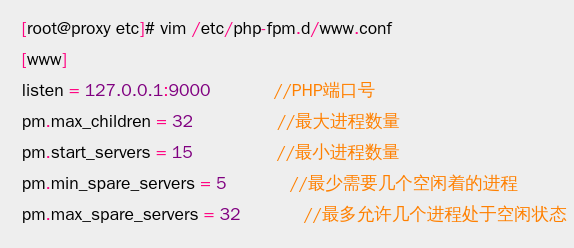 [root@proxy etc]# vim /etc/php-fpm.d/www.conf
[www]
listen = 127.0.0.1:9000 //PHP端口号
pm.max_children = 32 //最大进程数量
pm.start_servers = 15 //最小进程数量
pm.min_spare_servers = 5 //最少需要几个空闲着的进程
pm.max_spare_servers = 32 //最多允许几个进程处于空闲状态